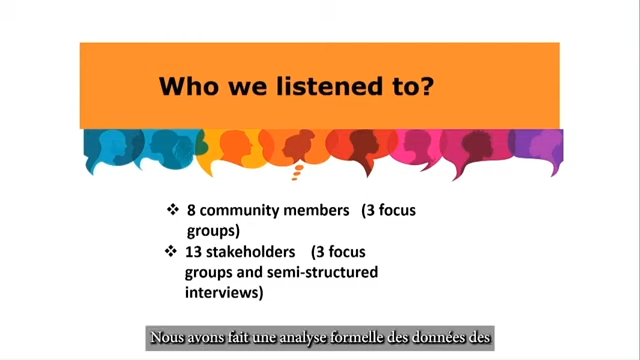 Who we listened to?
❖ 8 community members (3 focus
groups)
❖ 13 stakeholders (3 focus
groups and semi-structured
interviews)
Nous avons fait une analyse formelle des données des